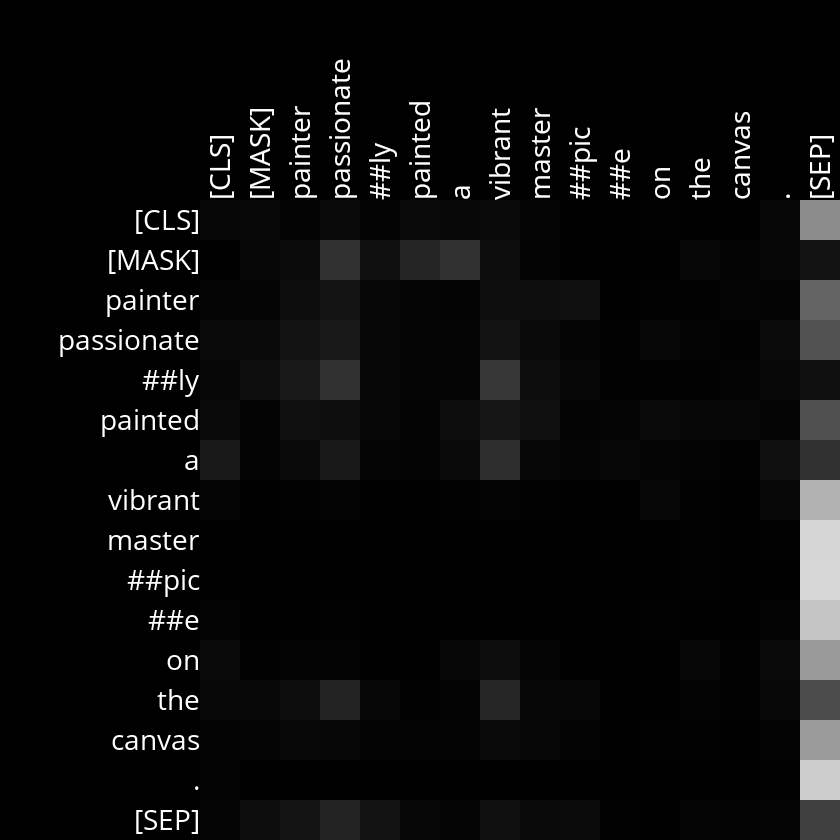 [CLS] [MASK] painter passionate ##ly painted a vibrant master ##pic ##e on the canvas . [SEP]
[CLS]
[MASK]
painter
passionate
##ly
painted
a
vibrant
master
##pic
##e
on
the
canvas
.
[SEP]